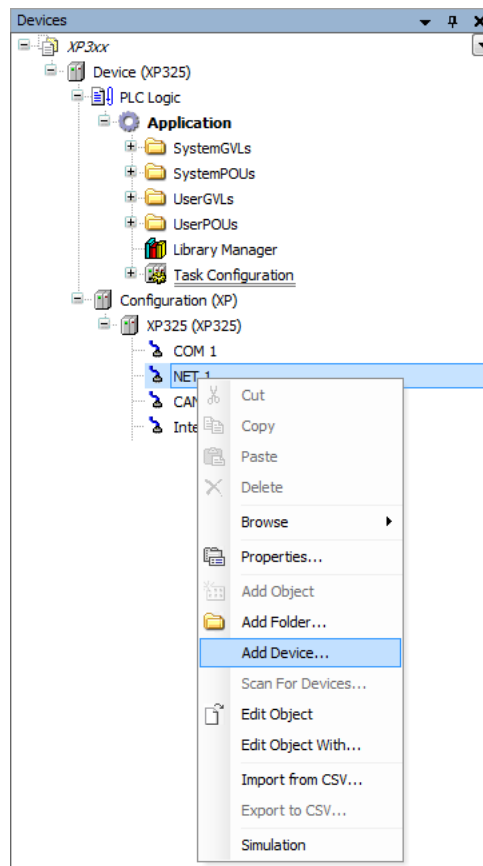 Devices
XP3xx
Device (XP325)
PLC Logic
Application
SystemGVLs
SystemPOUs
UserGVLs
UserPOUs
Library Manager
Task Configuration
Configuration (XP)
XP325 (XP325)
COM 1
NET 1
CAN
Inte
Cut
Copy
Paste
Delete
Browse
Properties...
Add Object
Add Folder...
Add Device...
Scan For Devices...
Edit Object
Edit Object With...
Import from CSV...
Export to CSV...
Simulation